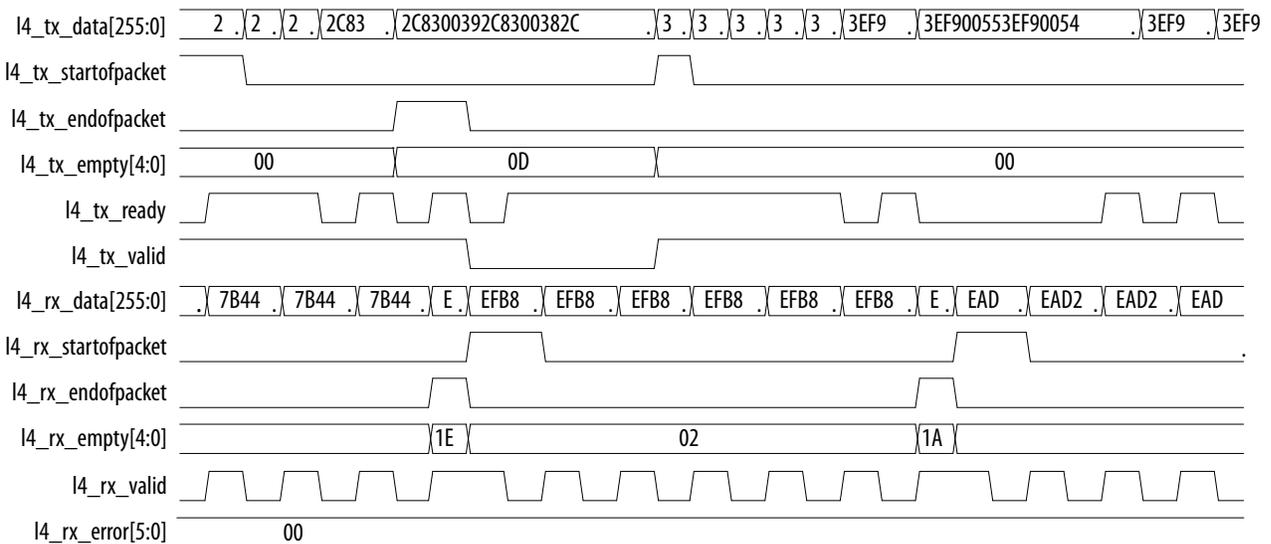 l4_tx_data[255:0] 2 . 2 . 2 . 2C83 . 2C8300392C8300382C . 3 . 3 . 3 . 3 . 3 . 3EF9 . 3EF900553EF90054 . 3EF9 . 3EF9
l4_tx_startofpacket
l4_tx_endofpacket
l4_tx_empty[4:0] 00 0D 00
l4_tx_ready
l4_tx_valid
l4_rx_data[255:0] . 7B44 . 7B44 . 7B44 . E . EFB8 . EFB8 . EFB8 . EFB8 . EFB8 . EFB8 . E . EAD . EAD2 . EAD2 . EAD
l4_rx_startofpacket .
l4_rx_endofpacket
l4_rx_empty[4:0] 1E 02 1A
l4_rx_valid
l4_rx_error[5:0] 00